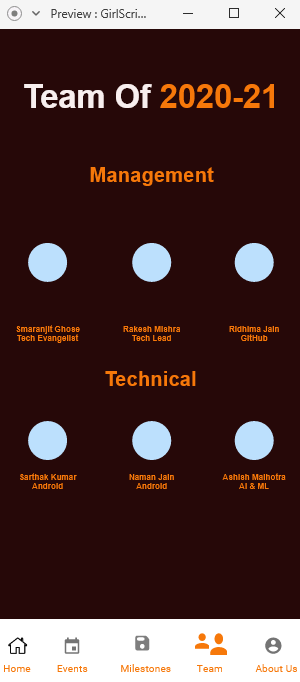 Preview : GirlScri...
Team Of 2020-21
Management
Smaranjit Ghose Rakesh Mishra Ridhima Jain
Tech Evangelist Tech Lead GitHub
Technical
Sarthak Kumar Naman Jain Ashish Malhotra
Android Android AI & ML
Home Events Milestones Team About Us